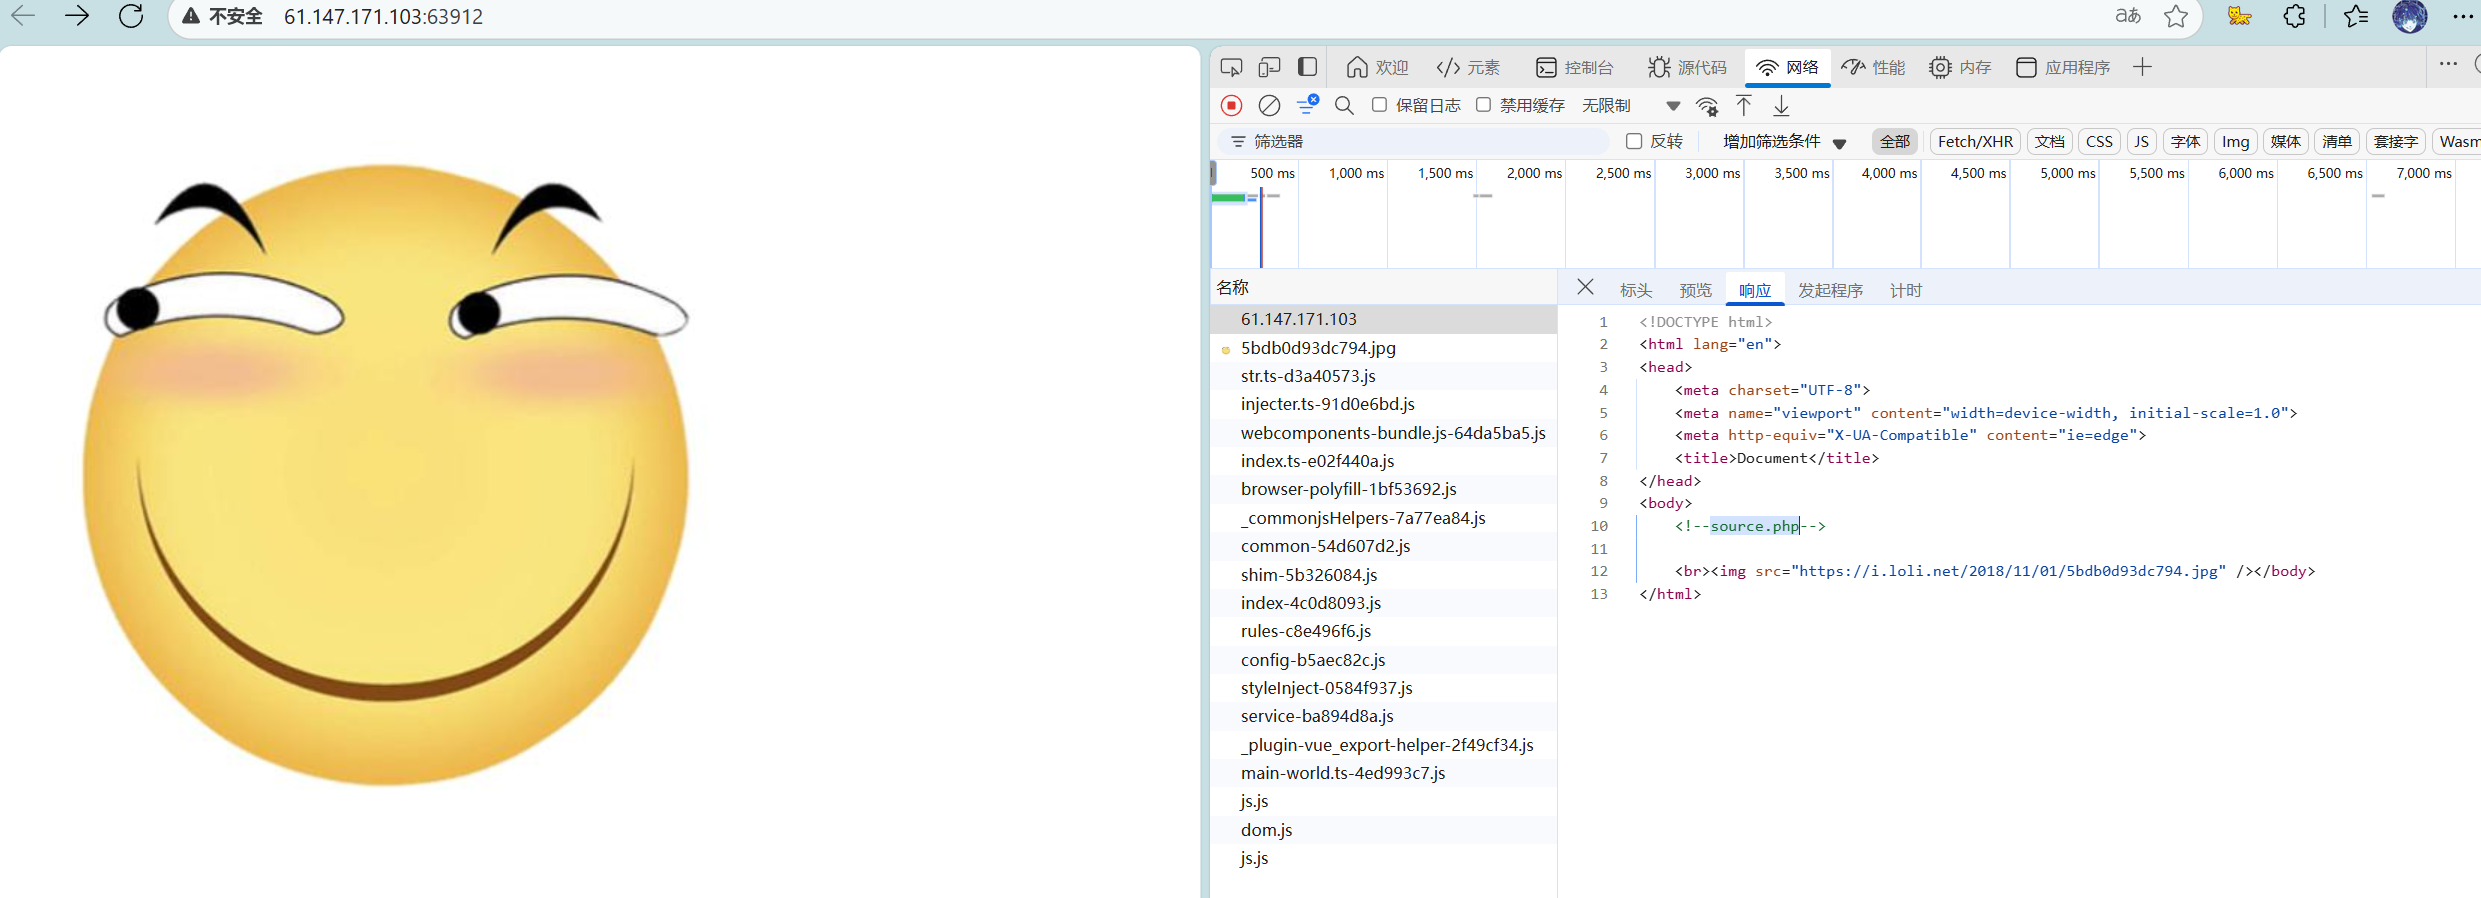 不安全 61.147.171.103:63912 aあ
欢迎 元素 控制台 源代码 网络 性能 内存 应用程序
保留日志 禁用缓存 无限制
筛选器 反转 增加筛选条件 全部 Fetch/XHR 文档 CSS JS 字体 Img 媒体 清单 套接字 Wasm
500 ms 1,000 ms 1,500 ms 2,000 ms 2,500 ms 3,000 ms 3,500 ms 4,000 ms 4,500 ms 5,000 ms 5,500 ms 6,000 ms 6,500 ms 7,000 ms
名称
61.147.171.103
5bdb0d93dc794.jpg
str.ts-d3a40573.js
injecter.ts-91d0e6bd.js
webcomponents-bundle.js-64da5ba5.js
index.ts-e02f440a.js
browser-polyfill-1bf53692.js
_commonjsHelpers-7a77ea84.js
common-54d607d2.js
shim-5b326084.js
index-4c0d8093.js
rules-c8e496f6.js
config-b5aec82c.js
styleInject-0584f937.js
service-ba894d8a.js
_plugin-vue_export-helper-2f49cf34.js
main-world.ts-4ed993c7.js
js.js
dom.js
js.js
标头 预览 响应 发起程序 计时
1 <!DOCTYPE html>
2 <html lang="en">
3 <head>
4 <meta charset="UTF-8">
5 <meta name="viewport" content="width=device-width, initial-scale=1.0">
6 <meta http-equiv="X-UA-Compatible" content="ie=edge">
7 <title>Document</title>
8 </head>
9 <body>
10 <!--source.php-->
11
12 <br><img src="https://i.loli.net/2018/11/01/5bdb0d93dc794.jpg" /></body>
13 </html>